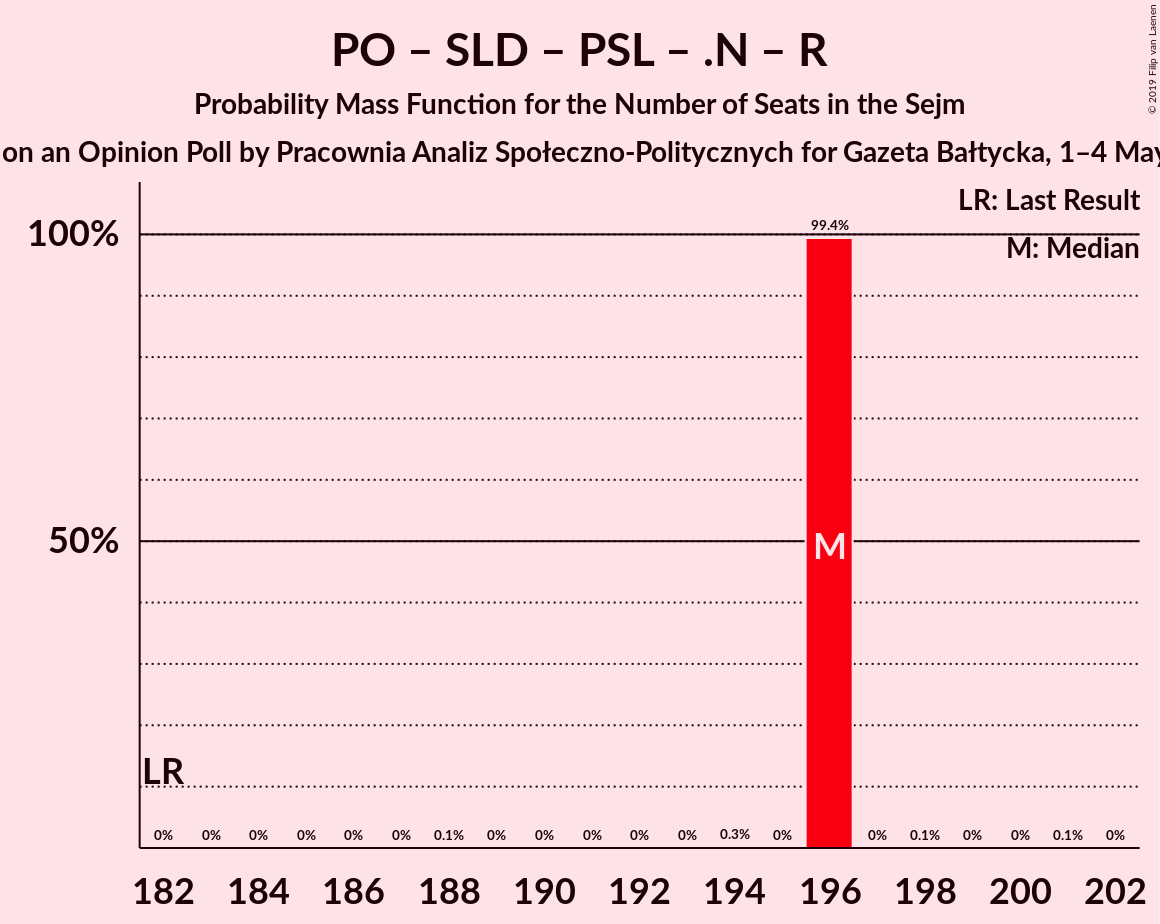 PO – SLD – PSL – .N – R
Probability Mass Function for the Number of Seats in the Sejm
on an Opinion Poll by Pracownia Analiz Społeczno-Politycznych for Gazeta Bałtycka, 1–4 May
© 2019 Filip van Laenen
LR: Last Result
M: Median
100%
50%
99.4%
M
LR
0% 0% 0% 0% 0% 0% 0.1% 0% 0% 0% 0% 0% 0.3% 0% 0% 0.1% 0% 0% 0.1% 0%
182 184 186 188 190 192 194 196 198 200 202